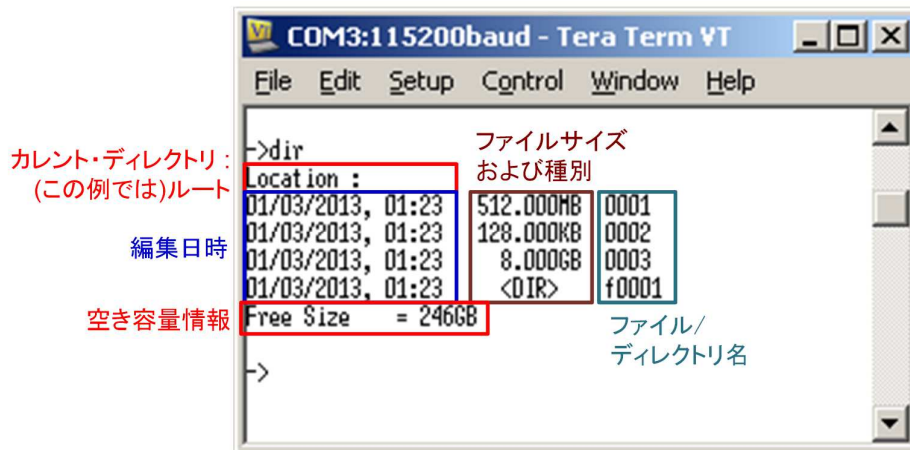 COM3:115200baud - Tera Term VT
File Edit Setup Control Window Help
->dir
カレント・ディレクトリ :
(この例では)ルート
Location :
ファイルサイズ
および種別
編集日時
01/03/2013, 01:23 512.000MB 0001
01/03/2013, 01:23 128.000KB 0002
01/03/2013, 01:23 8.000GB 0003
01/03/2013, 01:23 <DIR> f0001
空き容量情報
Free Size = 246GB
ファイル/
ディレクトリ名
->